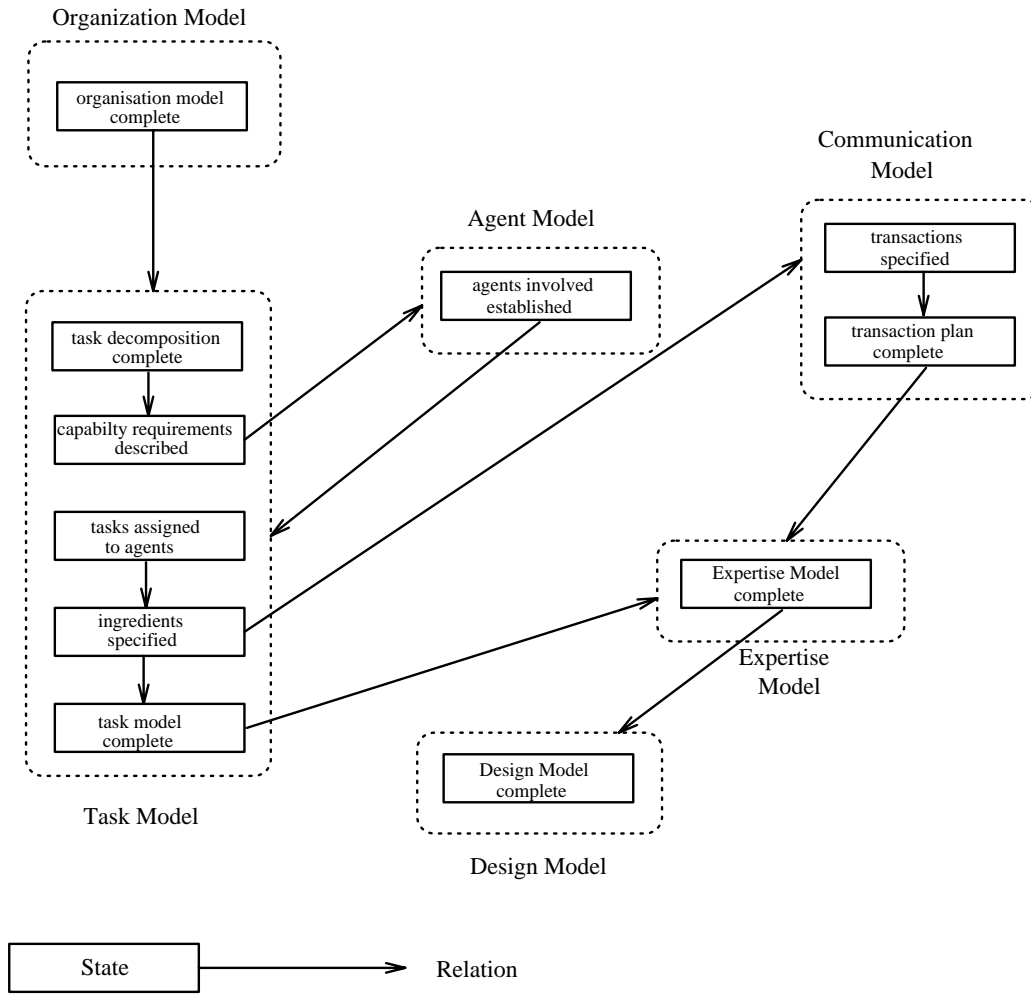 Organization Model
organisation model
complete
Communication
Model
Agent Model
transactions
specified
agents involved
established
task decomposition
complete
transaction plan
complete
capabilty requirements
described
tasks assigned
to agents
Expertise Model
complete
ingredients
specified
Expertise
Model
task model
complete
Design Model
complete
Task Model
Design Model
State
Relation